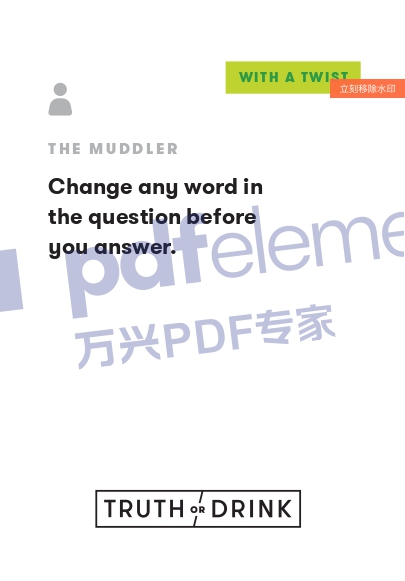 WITH A TWIST
立刻移除水印
THE MUDDLER
Change any word in
the question before
you answer.
pdfeleme
万兴PDF专家
TRUTH OR DRINK